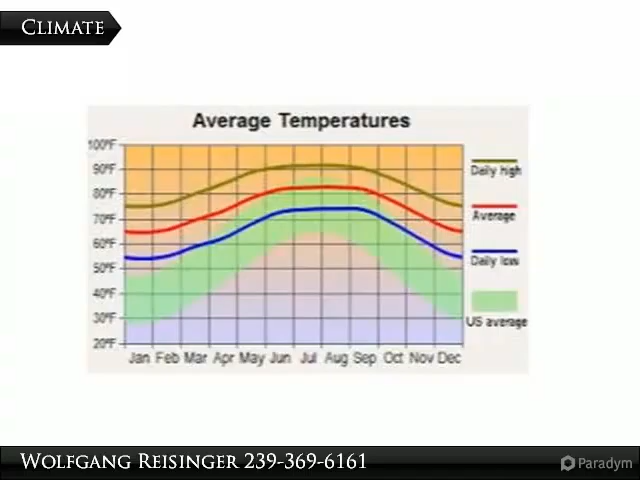 CLIMATE
Average Temperatures
100°F
90°F
80°F
70°F
60°F
50°F
40°F
30°F
20°F
Jan Feb Mar Apr May Jun Jul Aug Sep Oct Nov Dec
Daily high
Average
Daily low
US average
WOLFGANG REISINGER 239-369-6161
Paradym